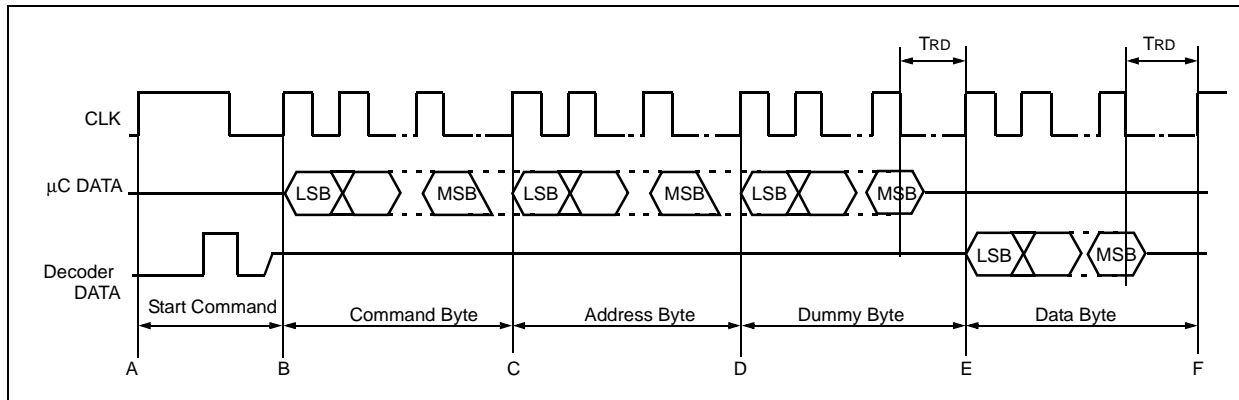 TRD TRD
CLK
μC DATA
LSB MSB LSB MSB LSB MSB
Decoder
DATA
LSB MSB
Start Command Command Byte Address Byte Dummy Byte Data Byte
A B C D E F